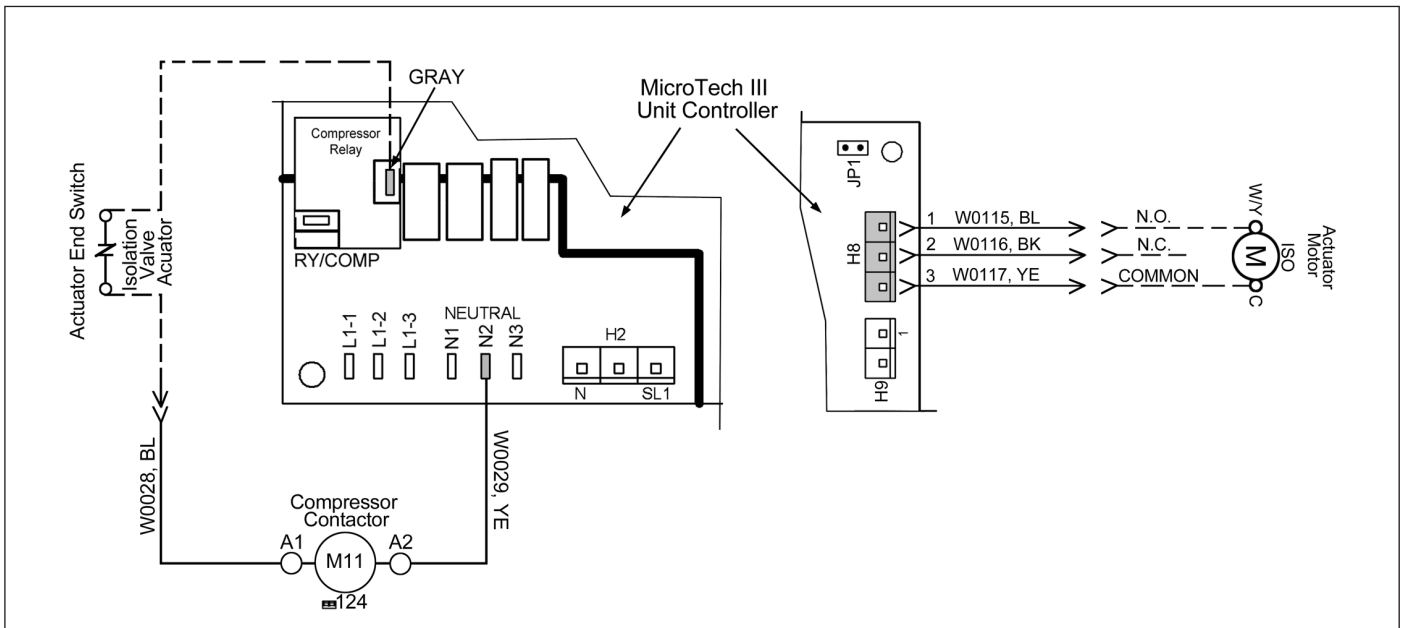 GRAY
MicroTech III
Unit Controller
Compressor
Relay
RY/COMP
Actuator End Switch
Isolation
Valve
Acuator
L1-1
L1-2
L1-3
NEUTRAL
N1
N2
N3
H2
N
SL1
W0028, BL
W0029, YE
Compressor
Contactor
A1
M11
A2
124
JP1
H8
1 W0115, BL
2 W0116, BK
3 W0117, YE
N.O.
N.C.
COMMON
W/Y
M
ISO
C
Actuator
Motor
1
H9